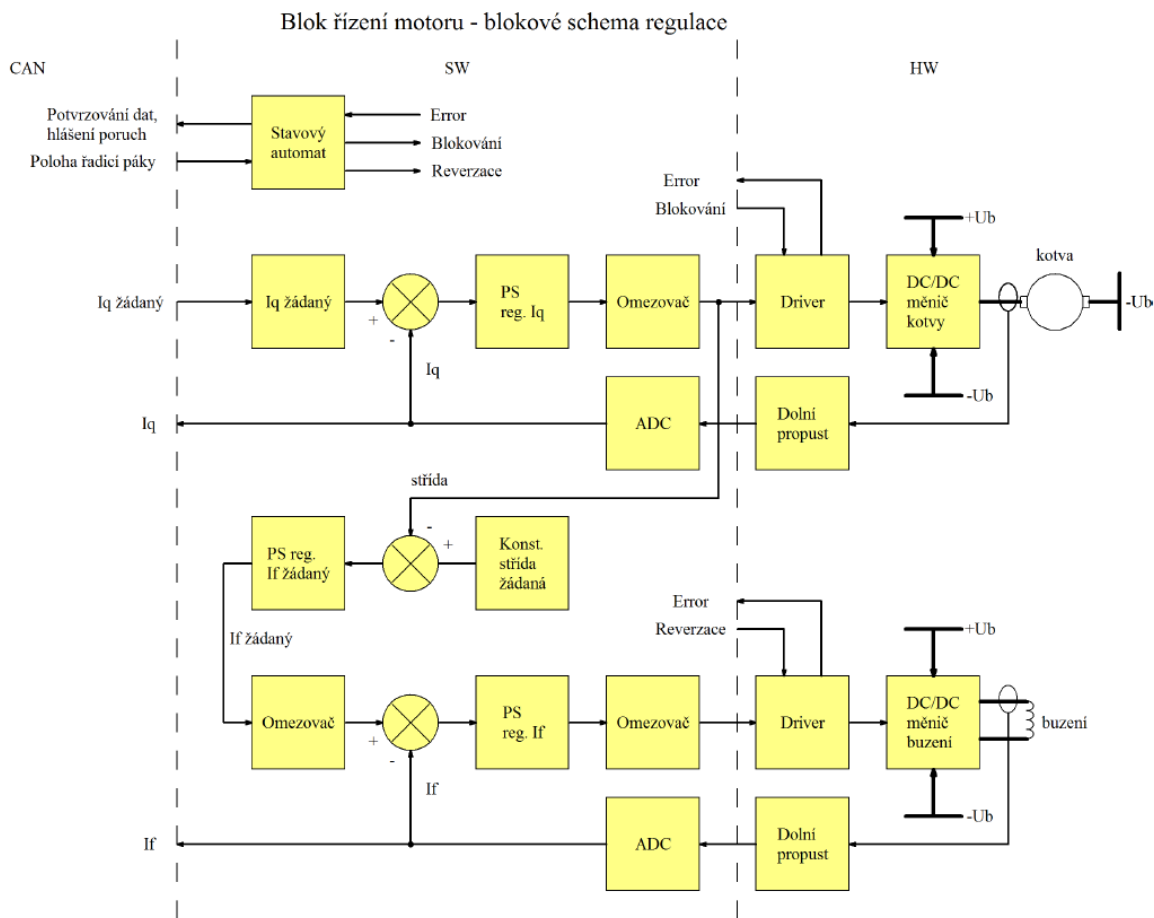 Blok řízení motoru - blokové schema regulace
CAN
SW
HW
Potvrzování dat,
hlášení poruch
Poloha řadicí páky
Stavový
automat
Error
Blokování
Reverzace
Error
Blokování
+Ub
kotva
Iq žádaný
Iq žádaný
+
-
PS
reg. Iq
Omezovač
Driver
DC/DC
měnič
kotvy
-Ub
Iq
-Ub
Iq
ADC
Dolní
propust
střída
-
+
PS reg.
If žádaný
Konst.
střída
žádaná
Error
Reverzace
If žádaný
+Ub
Omezovač
+
-
PS
reg. If
Omezovač
Driver
DC/DC
měnič
buzení
buzení
If
-Ub
If
ADC
Dolní
propust